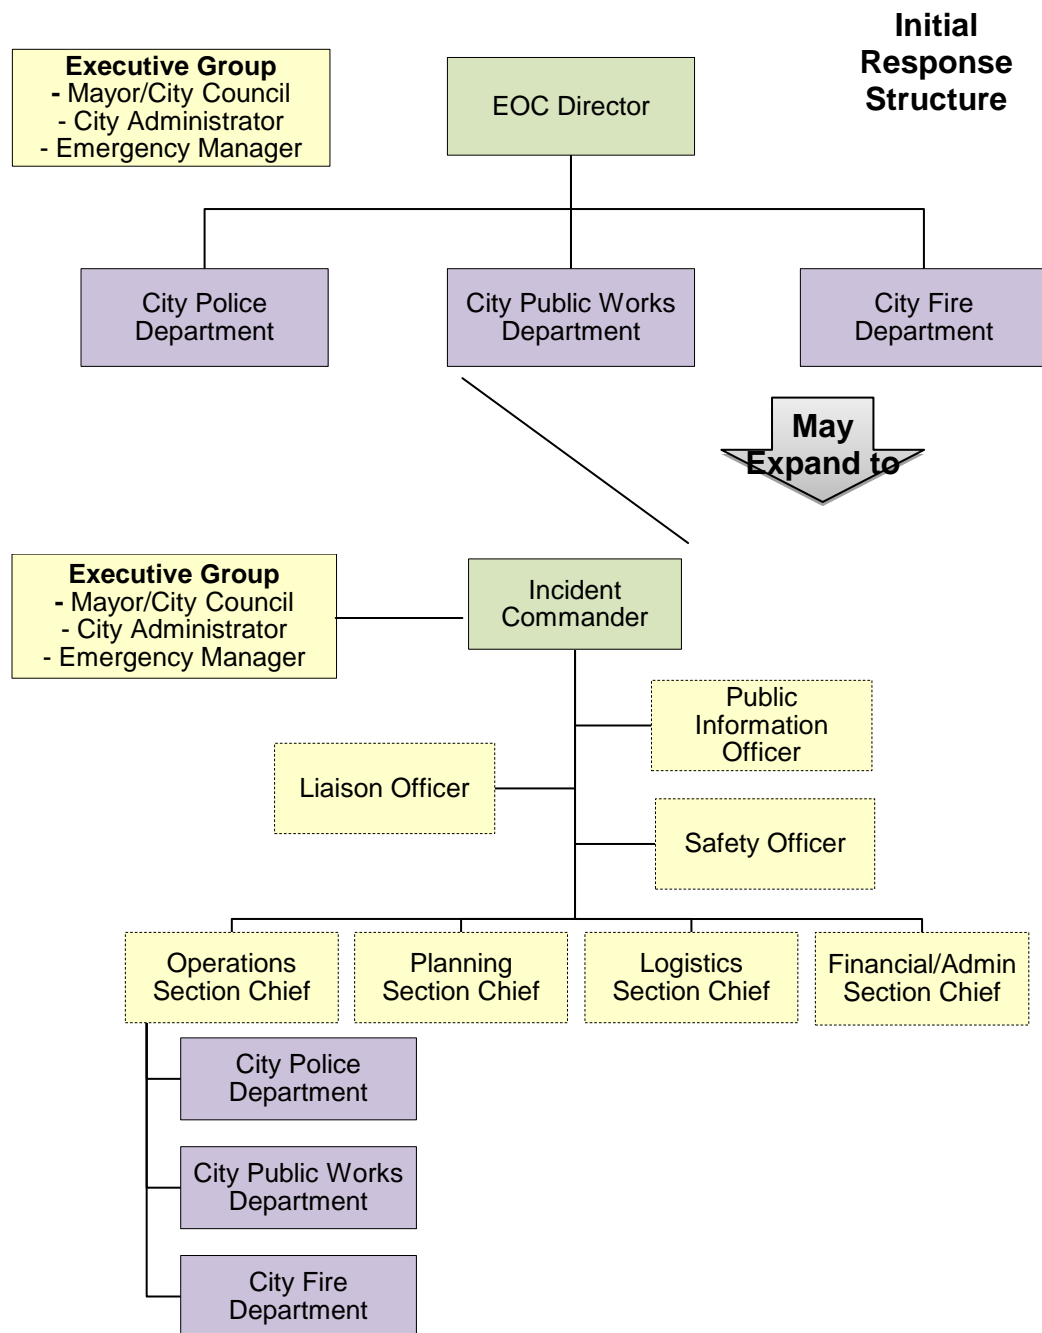 Initial
Response
Structure
Executive Group
- Mayor/City Council
- City Administrator
- Emergency Manager
EOC Director
City Police
Department
City Public Works
Department
City Fire
Department
May
Expand to
Executive Group
- Mayor/City Council
- City Administrator
- Emergency Manager
Incident
Commander
Public
Information
Officer
Liaison Officer
Safety Officer
Operations
Section Chief
Planning
Section Chief
Logistics
Section Chief
Financial/Admin
Section Chief
City Police
Department
City Public Works
Department
City Fire
Department